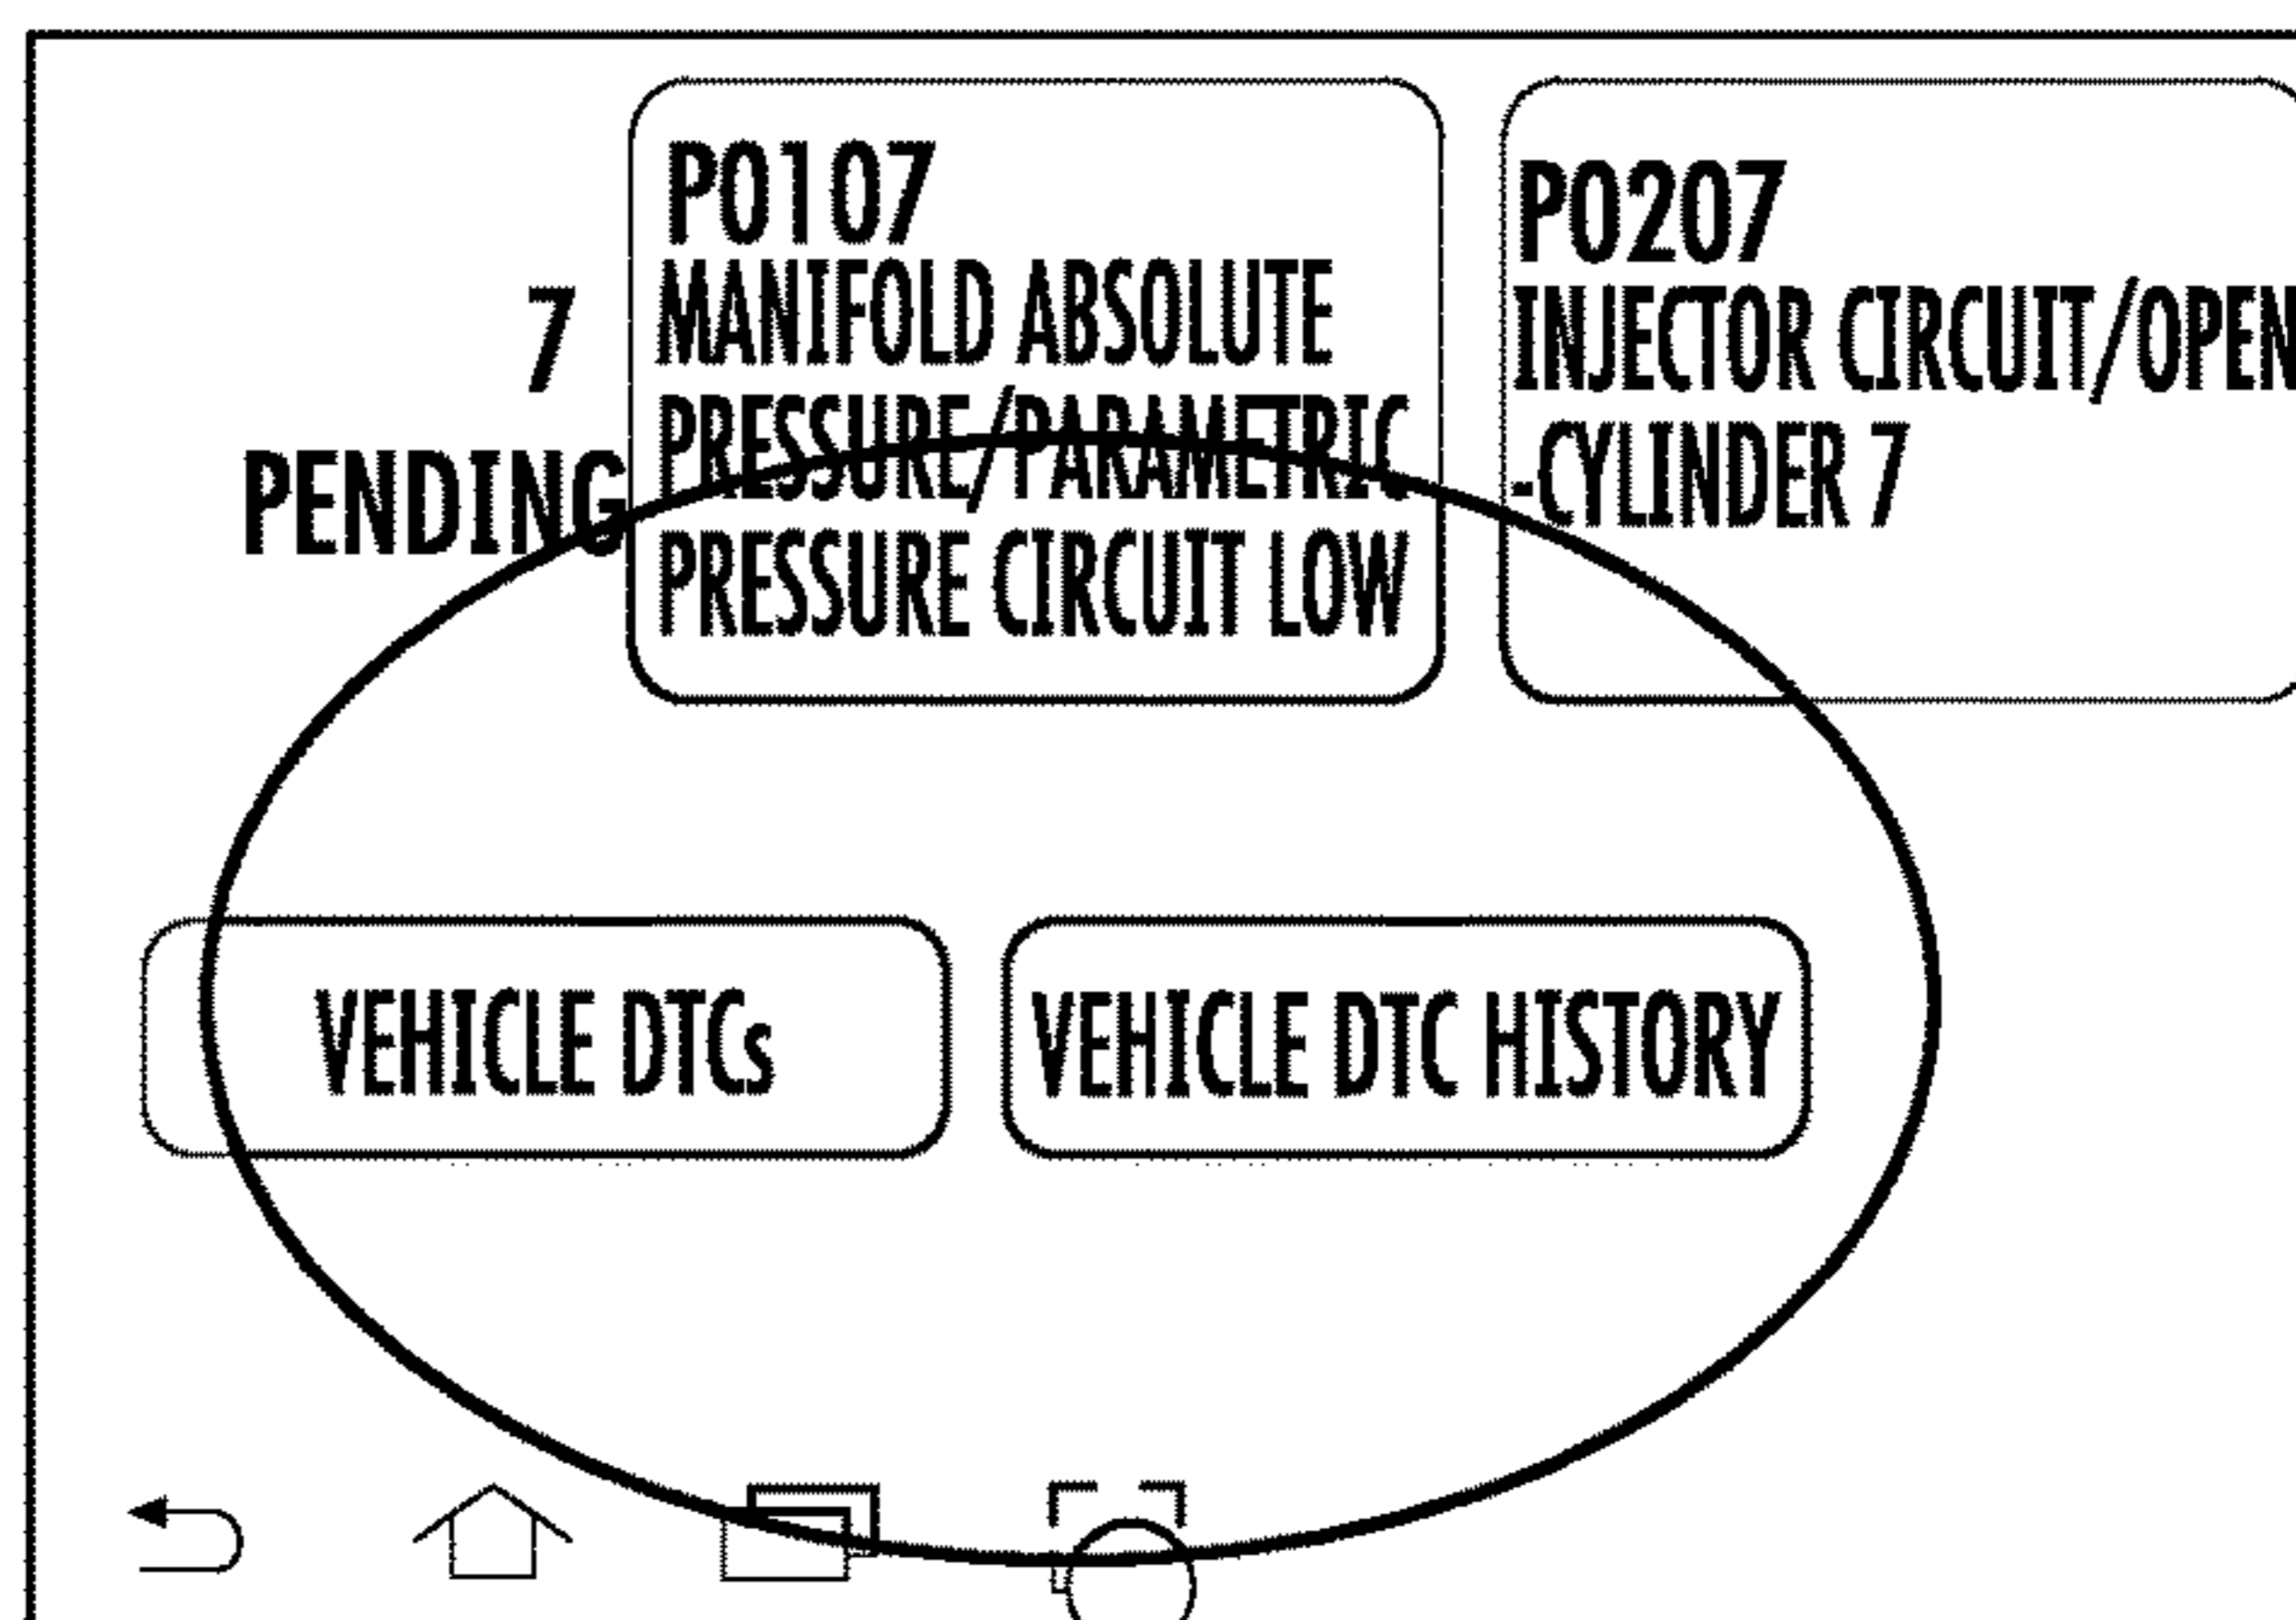 7
PENDING
P0107
MANIFOLD ABSOLUTE
PRESSURE/PARAMETRIC
PRESSURE CIRCUIT LOW
P0207
INJECTOR CIRCUIT/OPEN
-CYLINDER 7
VEHICLE DTCs
VEHICLE DTC HISTORY